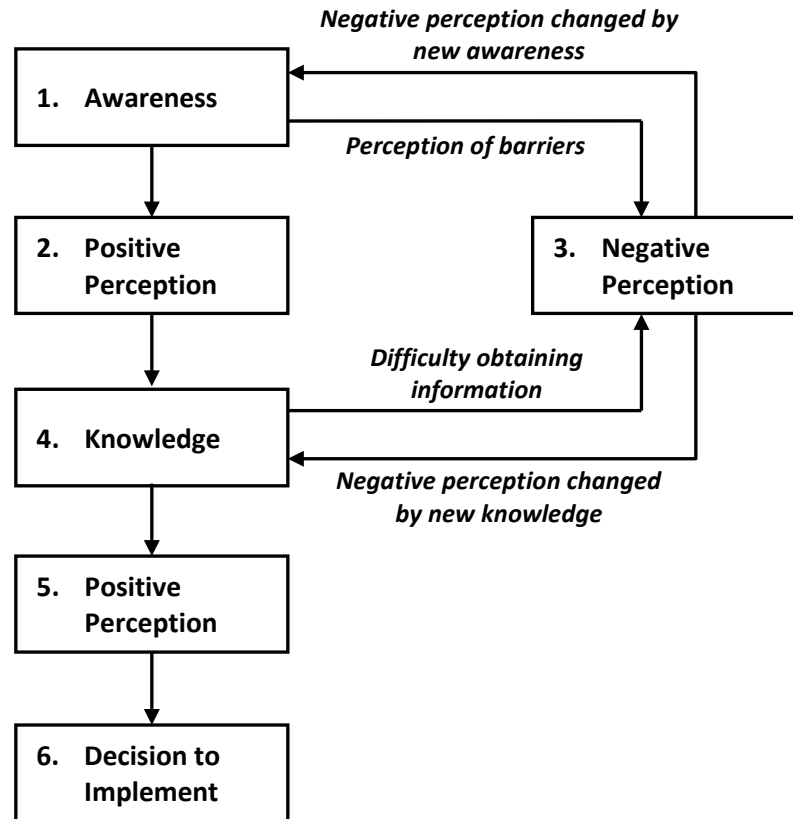 Negative perception changed by
new awareness
1. Awareness
Perception of barriers
2. Positive
Perception
3. Negative
Perception
Difficulty obtaining
information
4. Knowledge
Negative perception changed
by new knowledge
5. Positive
Perception
6. Decision to
Implement